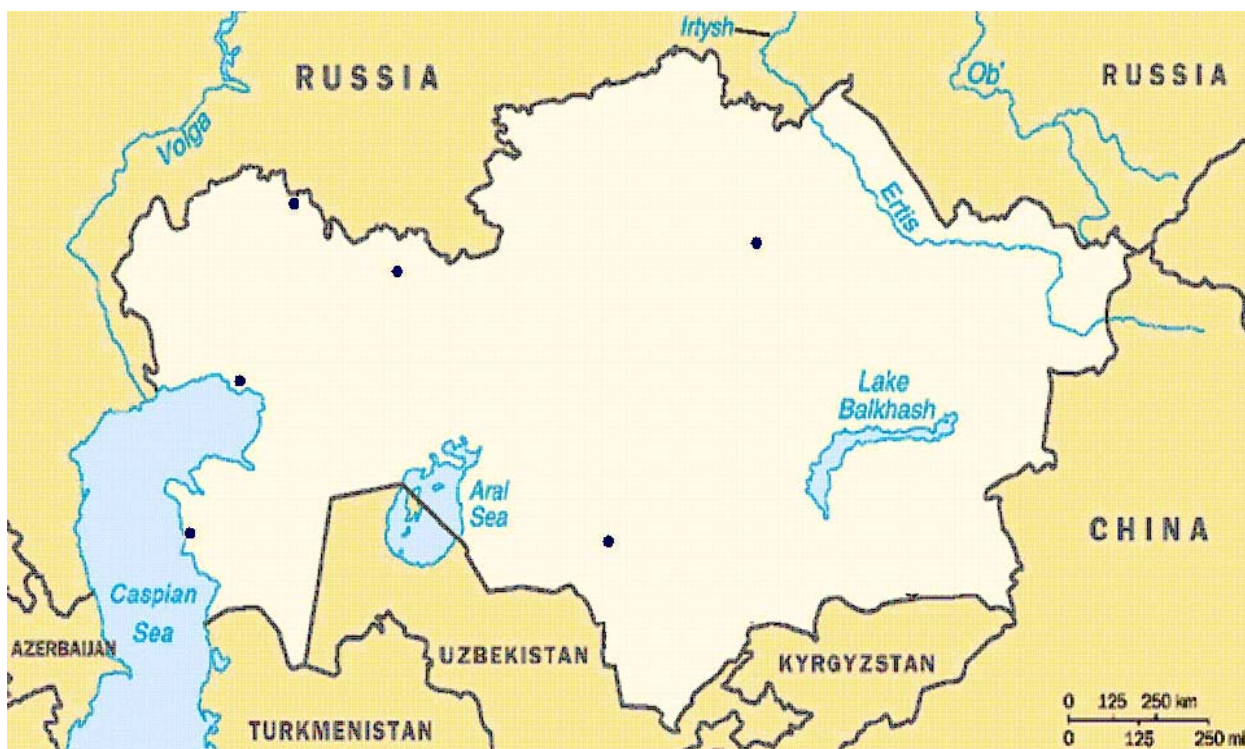 Irtysh
RUSSIA
Ob'
RUSSIA
Volga
Ertis
Lake
Balkhash
Aral
Sea
CHINA
Caspian
Sea
AZERBAIJAN
UZBEKISTAN
KYRGYZSTAN
TURKMENISTAN
0 125 250 km
0 125 250 mi